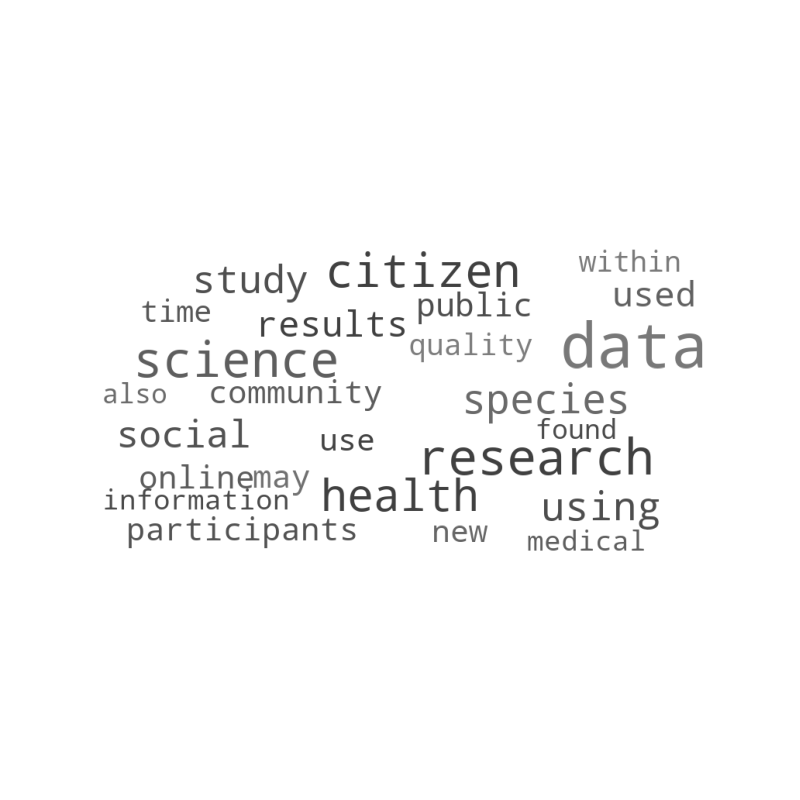 within
citizen
study
used
public
time
results
data
quality
science
also
community
species
found
social
use
research
online
may
information
health
using
participants
new
medical